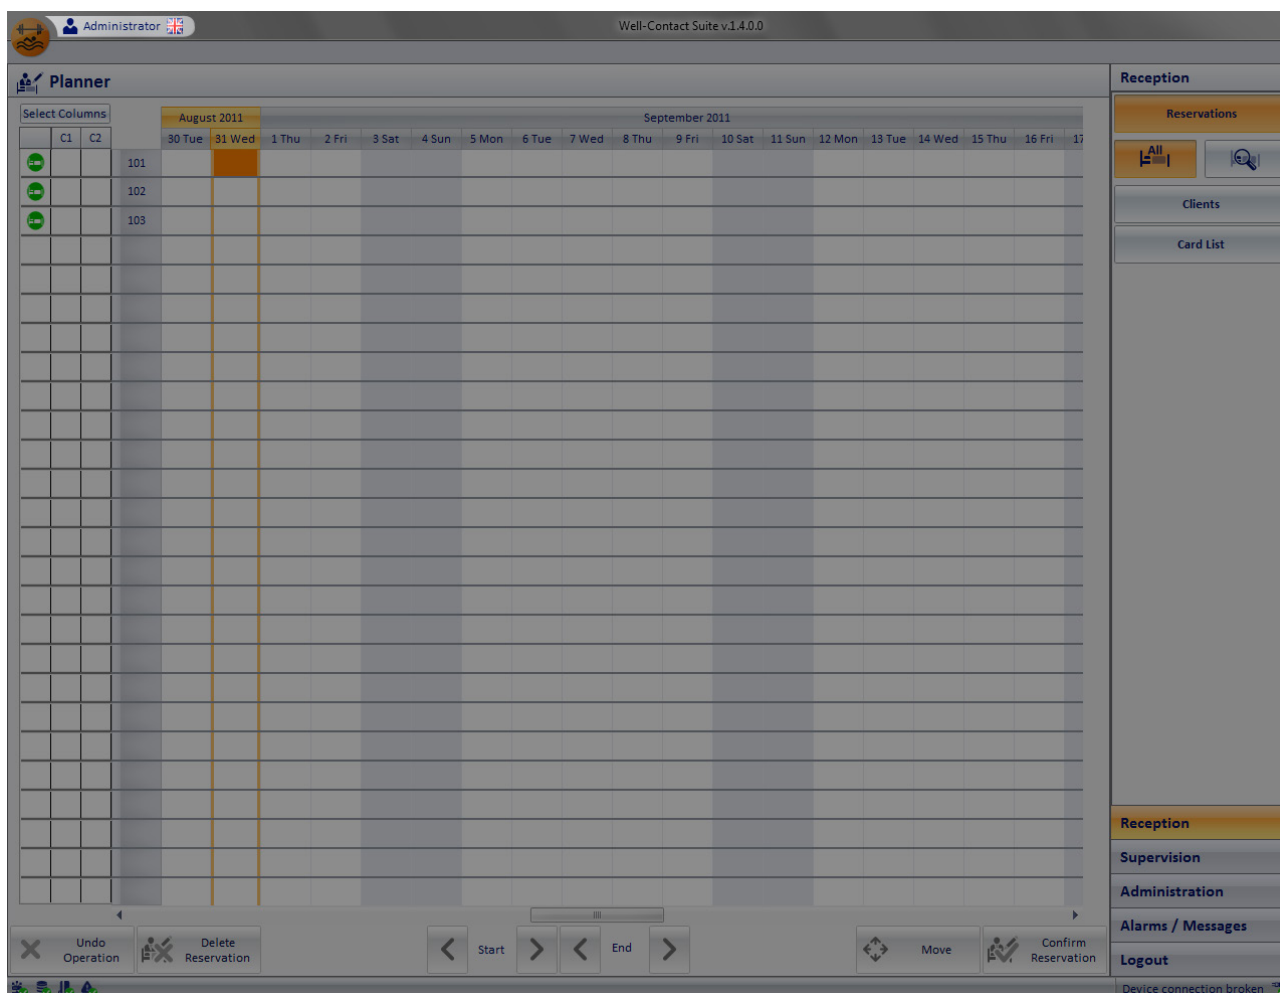 Administrator
Well-Contact Suite v.1.4.0.0
Planner
Reception
Select Columns
August 2011
September 2011
Reservations
C1 C2
30 Tue 31 Wed 1 Thu 2 Fri 3 Sat 4 Sun 5 Mon 6 Tue 7 Wed 8 Thu 9 Fri 10 Sat 11 Sun 12 Mon 13 Tue 14 Wed 15 Thu 16 Fri 17
101
All
102
Clients
103
Card List
Reception
Supervision
Administration
Alarms / Messages
Undo Operation
Delete Reservation
Start
End
Move
Confirm Reservation
Logout
Device connection broken